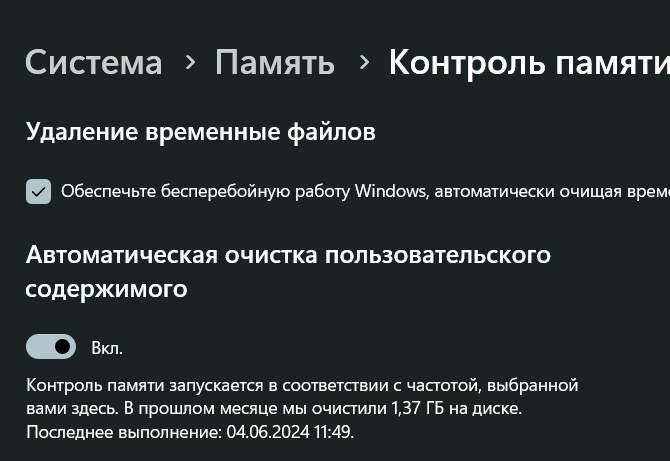 Система > Память > Контроль памяти
Удаление временные файлов
Обеспечьте бесперебойную работу Windows, автоматически очищая
Автоматическая очистка пользовательского
содержимого
Вкл.
Контроль памяти запускается в соответствии с частотой, выбранной
вами здесь. В прошлом месяце мы очистили 1,37 ГБ на диске.
Последнее выполнение: 04.06.2024 11:49.